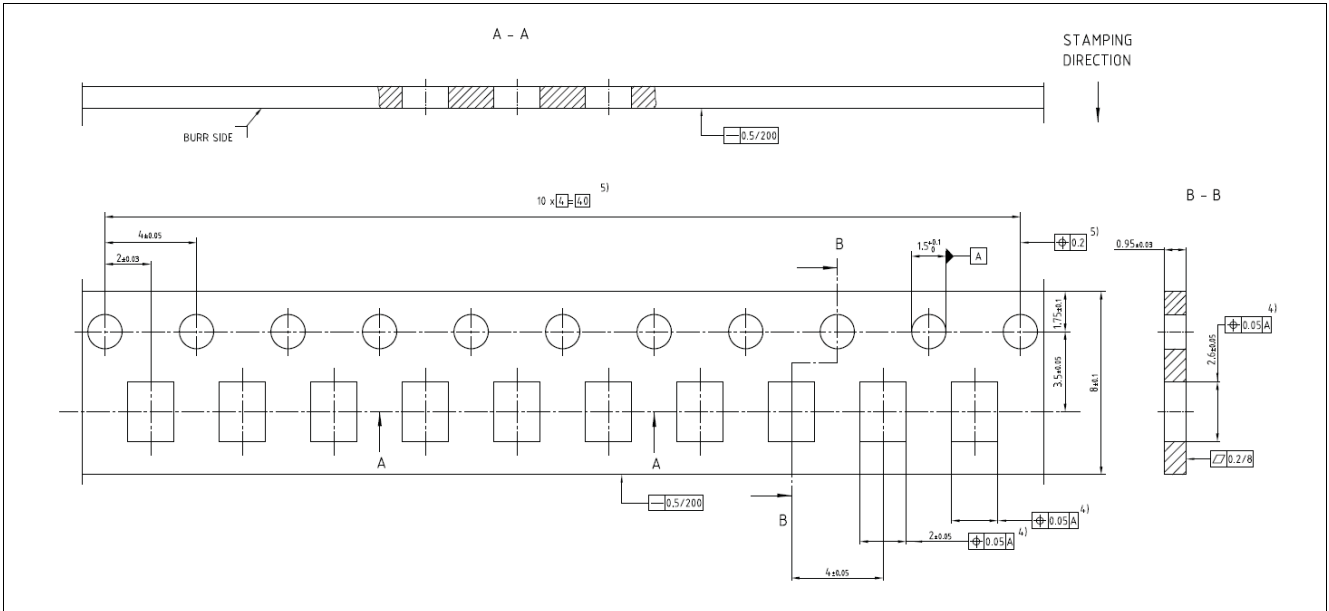 A - A
STAMPING
DIRECTION
BURR SIDE
0.5/200
10 x 4 = 40 5)
B - B
4±0.05
2±0.03
B
1.5 +0.1 0
A
0.2 5)
0.95±0.03
1.75±0.1
3.5±0.05
8±0.1
0.05 A 4)
2.6±0.05
A
A
0.2/8
0.5/200
B
0.05 A 4)
2±0.05
0.05 A 4)
4±0.05